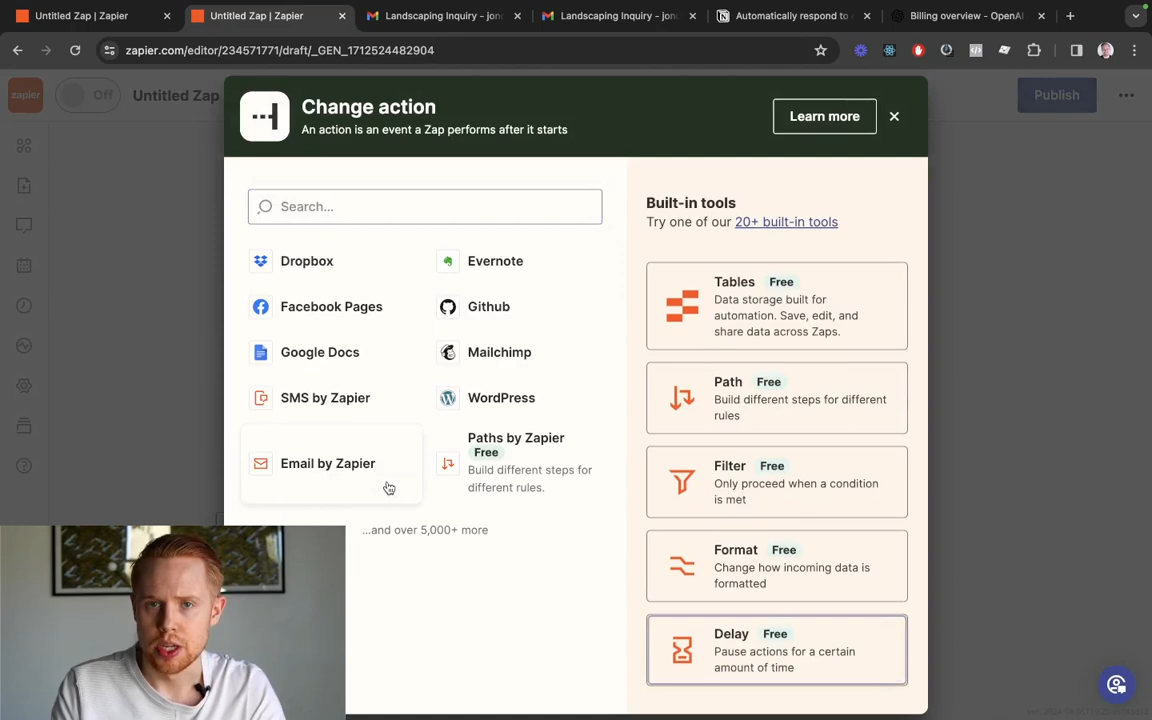 Untitled Zap | Zapier
Untitled Zap | Zapier
Landscaping Inquiry - jon
Landscaping Inquiry - jon
Automatically respond to
Billing overview - OpenAI
zapier.com/editor/234571771/draft/_GEN_1712524482904
zapier
Off
Untitled Zap
Publish
Change action
An action is an event a Zap performs after it starts
Learn more
Search...
Dropbox
Evernote
Facebook Pages
Github
Google Docs
Mailchimp
SMS by Zapier
WordPress
Email by Zapier
Paths by Zapier
Free
Build different steps for
different rules.
...and over 5,000+ more
Built-in tools
Try one of our 20+ built-in tools
Tables Free
Data storage built for
automation. Save, edit, and
share data across Zaps.
Path Free
Build different steps for different
rules
Filter Free
Only proceed when a condition
is met
Format Free
Change how incoming data is
formatted
Delay Free
Pause actions for a certain
amount of time